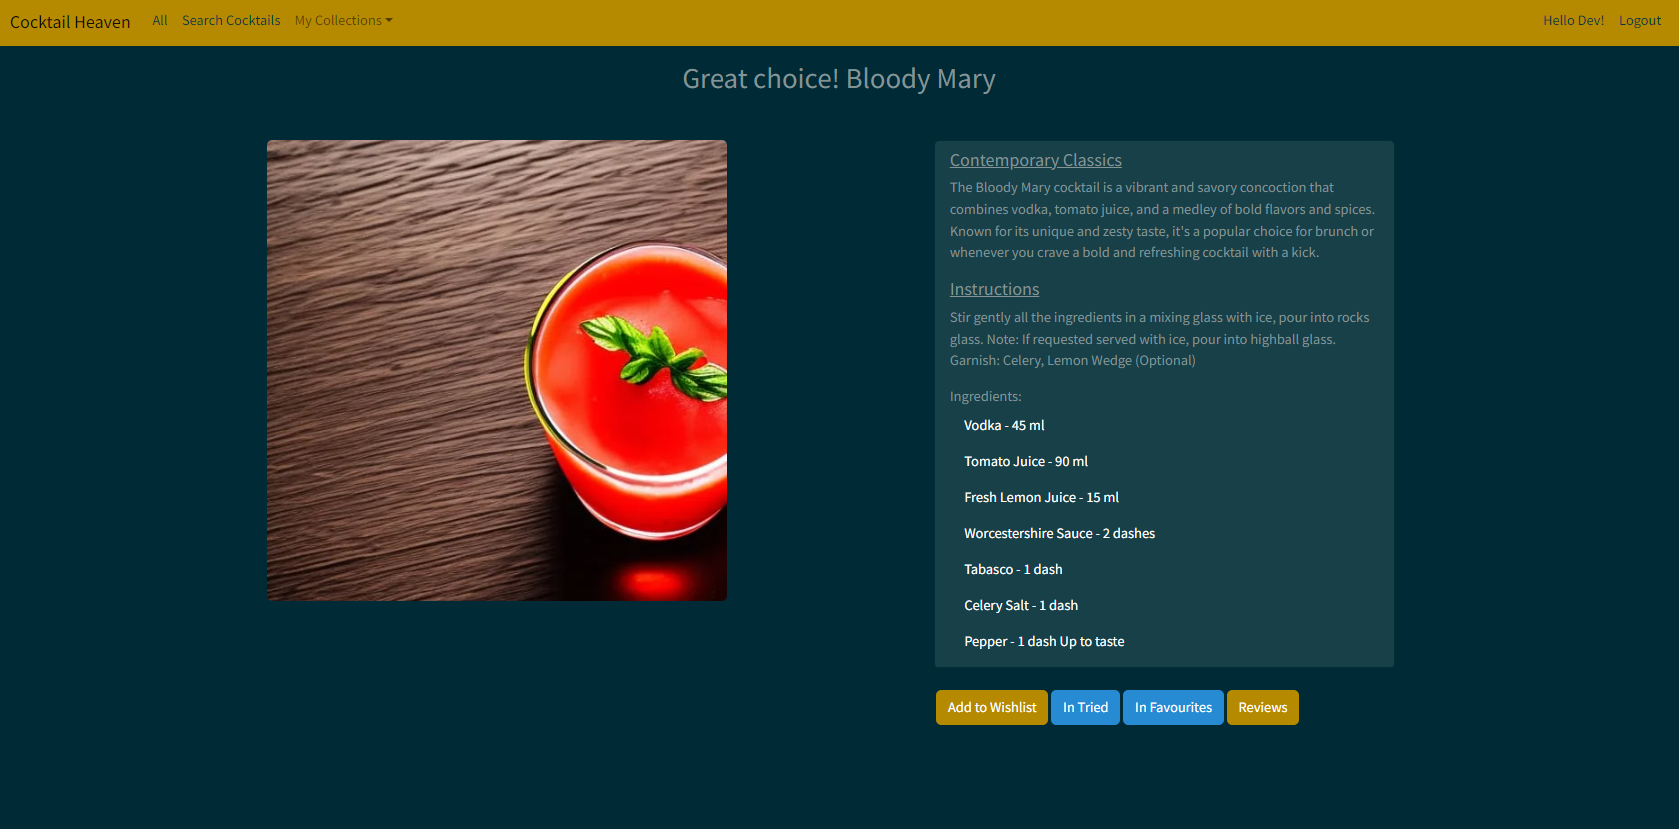 Cocktail Heaven All Search Cocktails My Collections Hello Dev! Logout
Great choice! Bloody Mary
Contemporary Classics
The Bloody Mary cocktail is a vibrant and savory concoction that
combines vodka, tomato juice, and a medley of bold flavors and spices.
Known for its unique and zesty taste, it's a popular choice for brunch or
whenever you crave a bold and refreshing cocktail with a kick.
Instructions
Stir gently all the ingredients in a mixing glass with ice, pour into rocks
glass. Note: If requested served with ice, pour into highball glass.
Garnish: Celery, Lemon Wedge (Optional)
Ingredients:
Vodka - 45 ml
Tomato Juice - 90 ml
Fresh Lemon Juice - 15 ml
Worcestershire Sauce - 2 dashes
Tabasco - 1 dash
Celery Salt - 1 dash
Pepper - 1 dash Up to taste
Add to Wishlist In Tried In Favourites Reviews